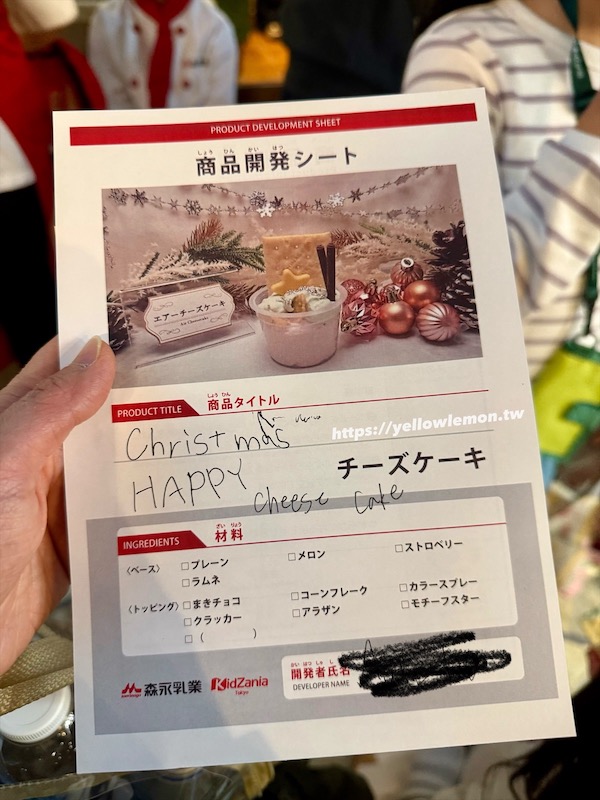 PRODUCT DEVELOPMENT SHEET
しょう ひん かい はつ
商品開発シート
エアーチーズケーキ
Air Cheesecake
PRODUCT TITLE
しょう ひん
商品タイトル
https://yellowlemon.tw
Christmas
HAPPY
チーズケーキ
cheese cake
INGREDIENTS
ざい りょう
材料
〈ベース〉 □プレーン □メロン □ストロベリー
□ラムネ
〈トッピング〉 □まきチョコ □コーンフレーク □カラースプレー
□クラッカー □アラザン □モチーフスター
□ ( )
森永乳業 KidZania
Tokyo
かい はつ しゃ し
開発者氏名
DEVELOPER NAME